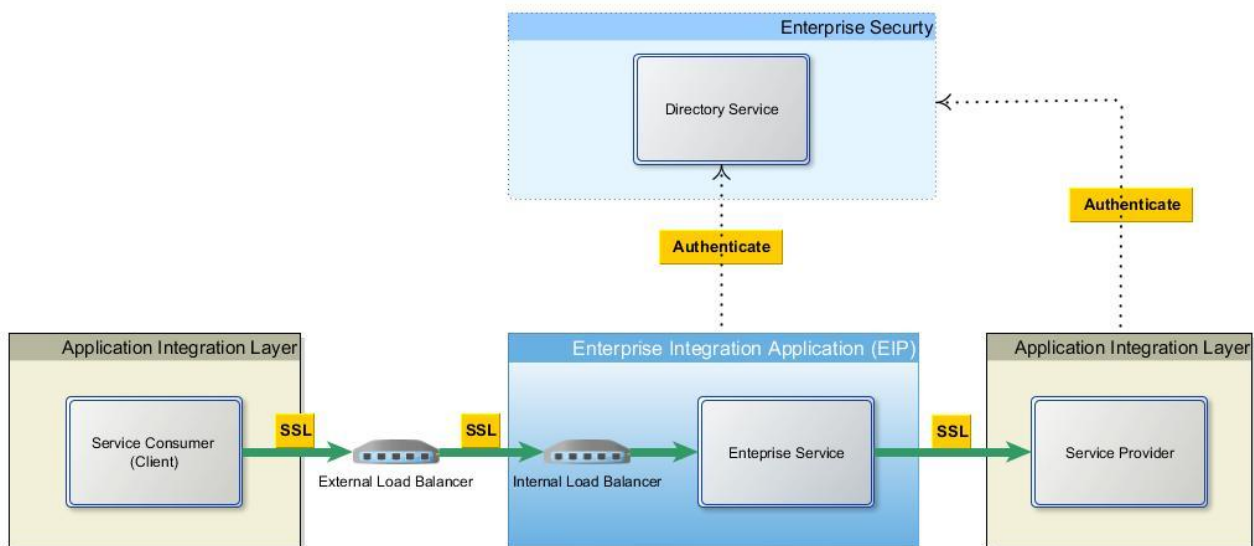 Enterprise Securty
Directory Service
Authenticate
Authenticate
Application Integration Layer
Enterprise Integration Application (EIP)
Application Integration Layer
Service Consumer
(Client)
SSL
External Load Balancer
SSL
Internal Load Balancer
Enteprise Service
SSL
Service Provider